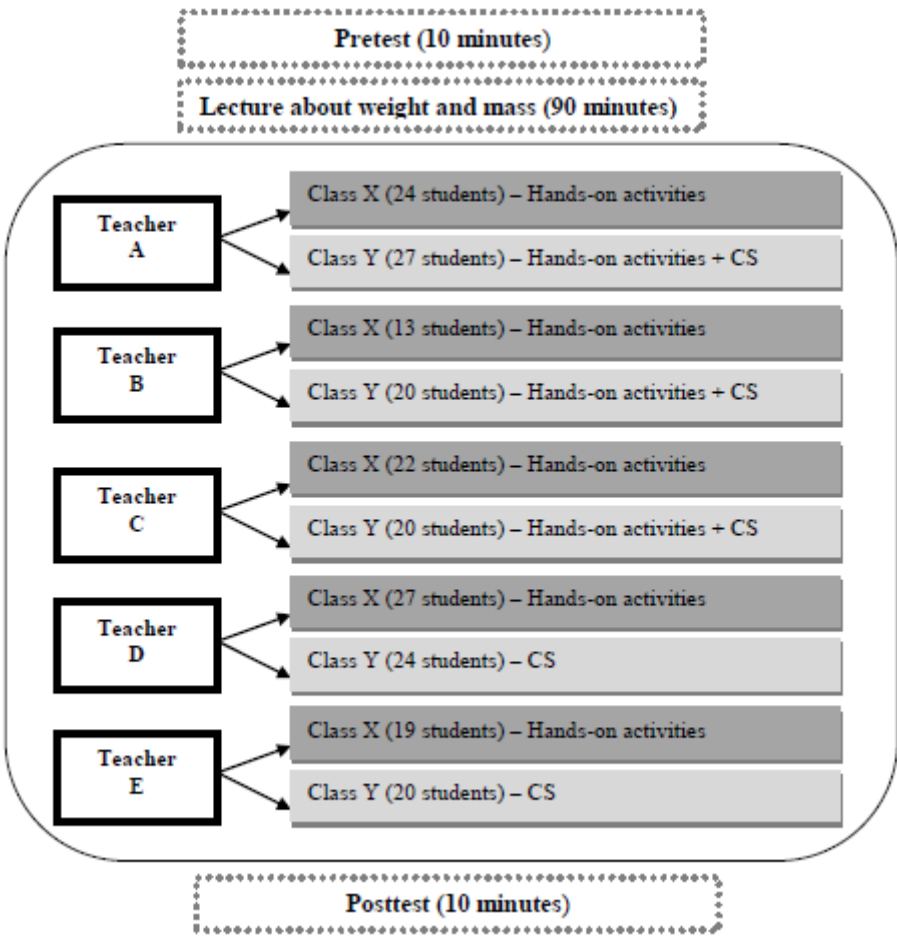 Pretest (10 minutes)
Lecture about weight and mass (90 minutes)
Teacher
A
Class X (24 students) – Hands-on activities
Class Y (27 students) – Hands-on activities + CS
Teacher
B
Class X (13 students) – Hands-on activities
Class Y (20 students) – Hands-on activities + CS
Teacher
C
Class X (22 students) – Hands-on activities
Class Y (20 students) – Hands-on activities + CS
Teacher
D
Class X (27 students) – Hands-on activities
Class Y (24 students) – CS
Teacher
E
Class X (19 students) – Hands-on activities
Class Y (20 students) – CS
Posttest (10 minutes)